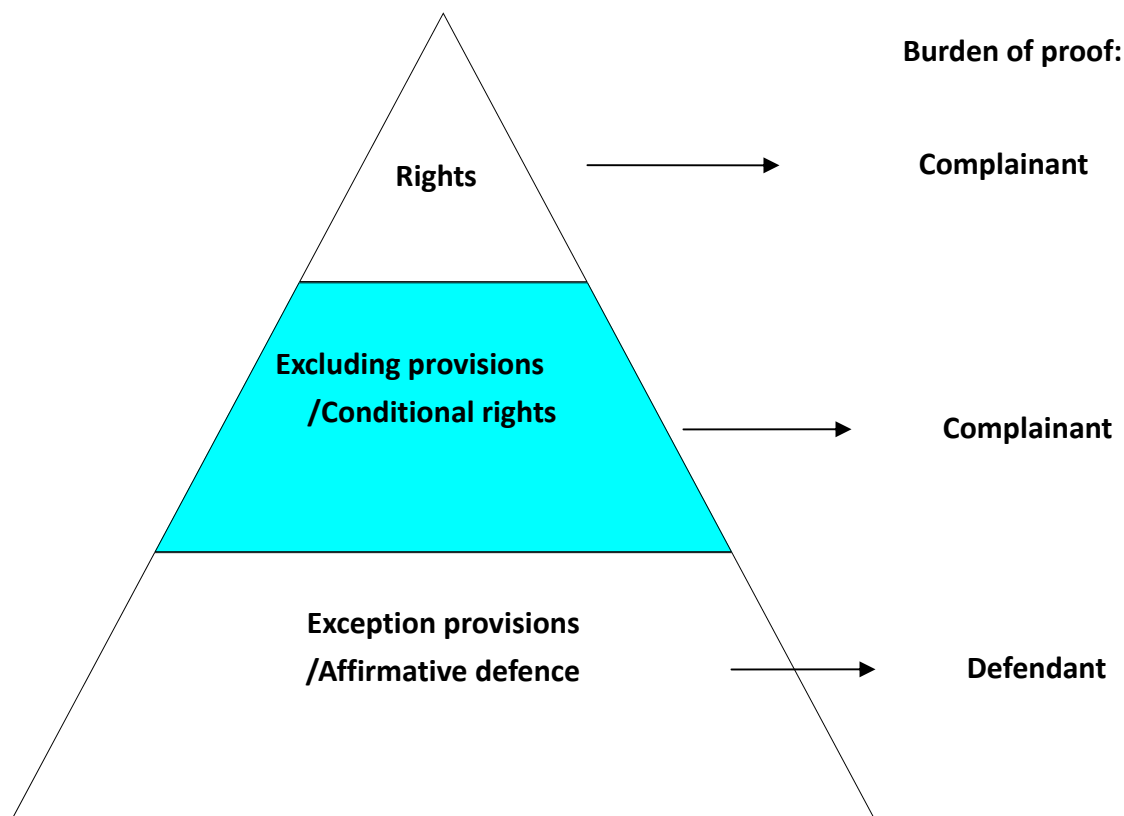 Burden of proof:
Rights
Complainant
Excluding provisions
/Conditional rights
Complainant
Exception provisions
/Affirmative defence
Defendant